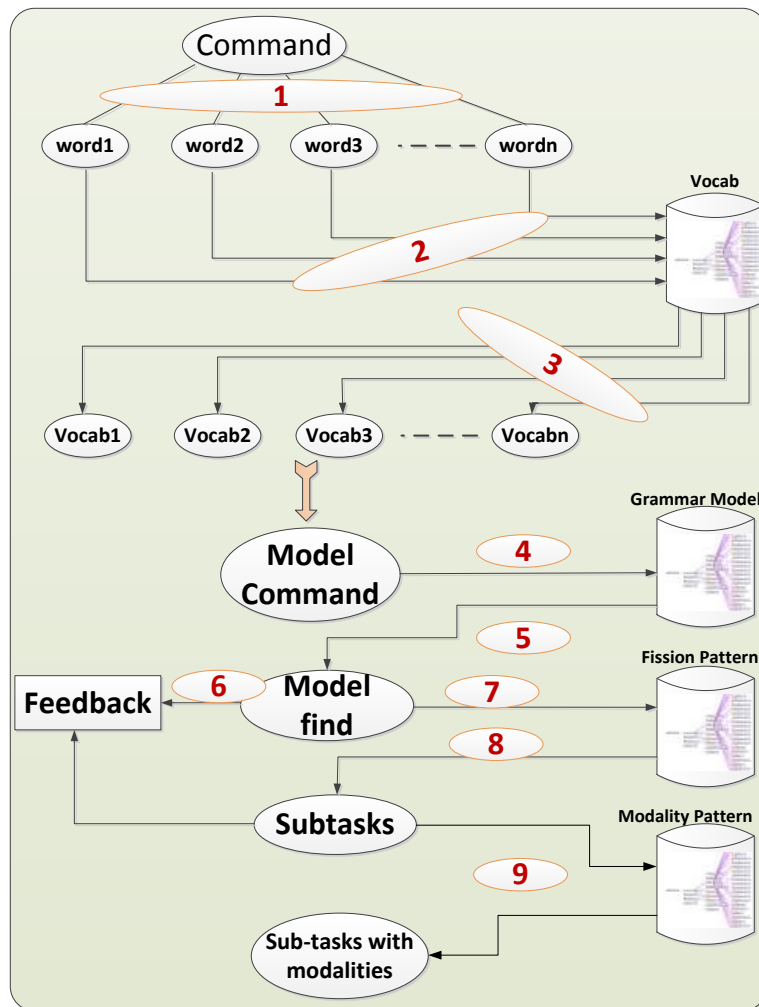 Command
1
word1
word2
word3
wordn
Vocab
2
3
Vocab1
Vocab2
Vocab3
Vocabn
Grammar Model
4
Model
Command
5
Fission Pattern
6
Feedback
Model
find
7
8
Subtasks
Modality Pattern
9
Sub-tasks with
modalities